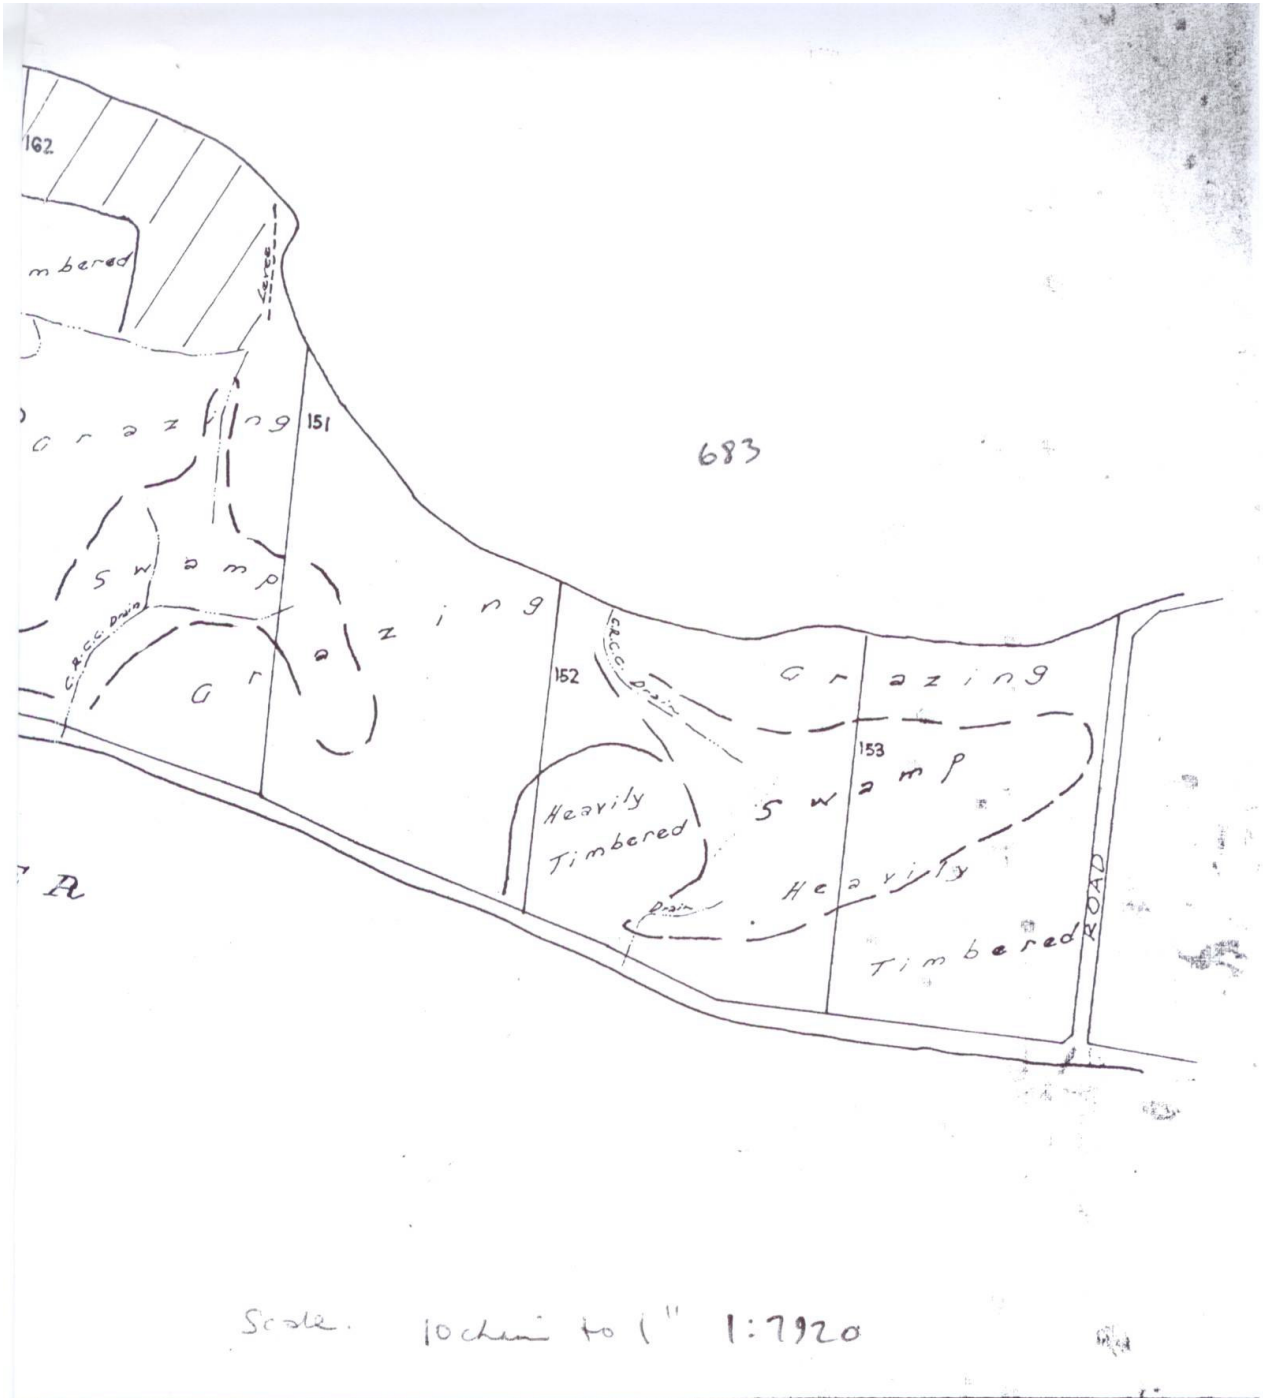 162
mbered
Levee
Grazing
151
683
Swamp
C.R.C.C. Drain
Grazing
152
C.R.C.C. Drain
Grazing
153
Swamp
Heavily
Timbered
Heavily
Timbered
Drain
ROAD
R
Scale. 10 chain to 1" 1:7920